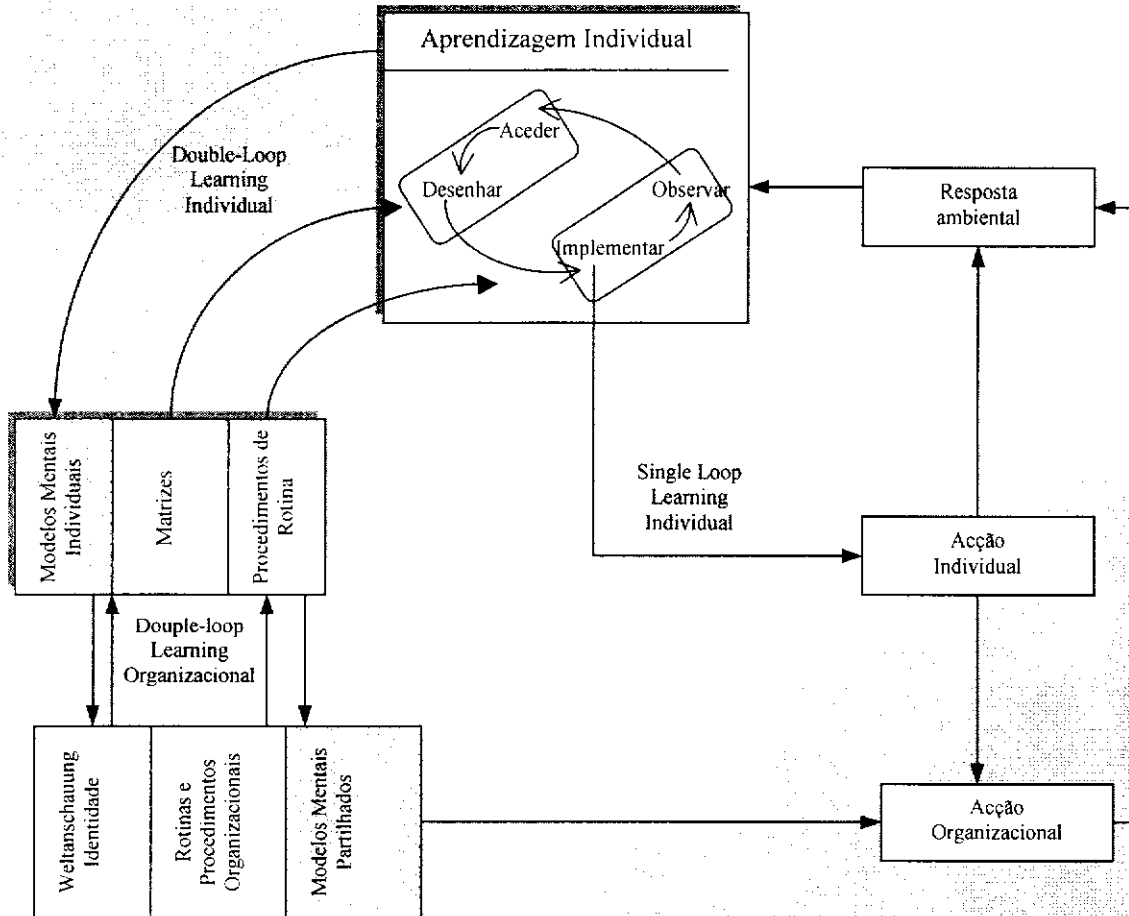 Aprendizagem Individual
Aceder
Desenhar
Observar
Implementar
Double-Loop
Learning
Individual
Resposta
ambiental
Modelos Mentais
Individuais
Matrizes
Procedimentos de
Rotina
Single Loop
Learning
Individual
Acção
Individual
Douple-loop
Learning
Organizacional
Weltanschauung
Identidade
Rotinas e
Procedimentos
Organizacionais
Modelos Mentais
Partilhados
Acção
Organizacional